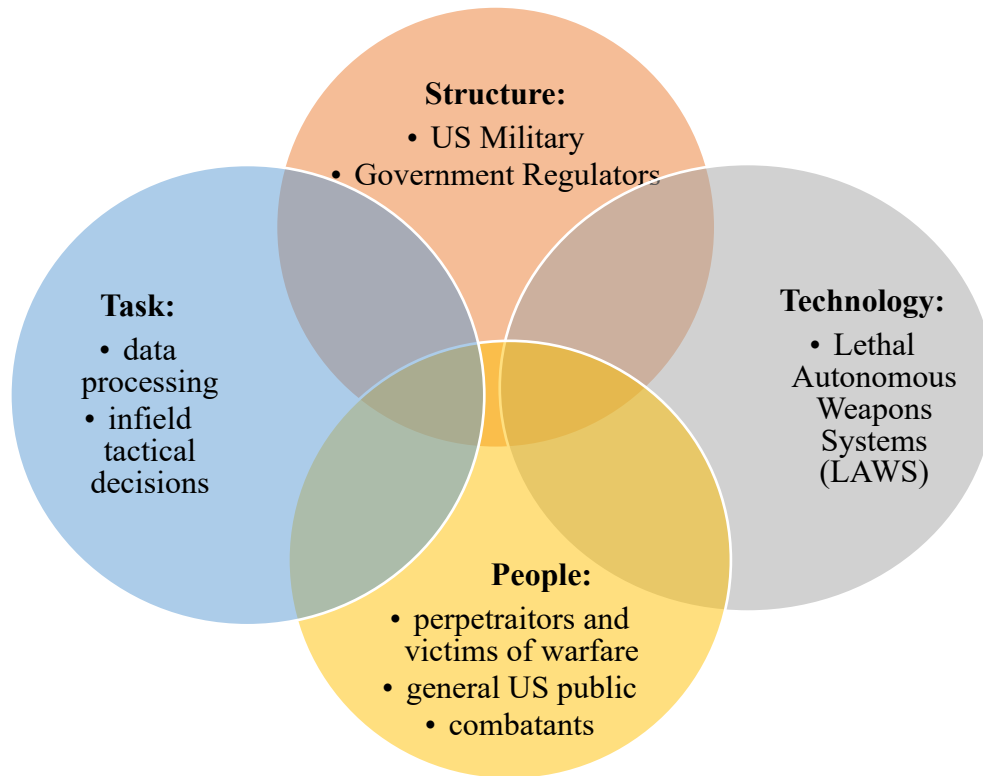 Structure:
• US Military
• Government Regulators
Task:
• data
processing
• infield
tactical
decisions
Technology:
• Lethal
Autonomous
Weapons
Systems
(LAWS)
People:
• perpetraitors and
victims of warfare
• general US public
• combatants